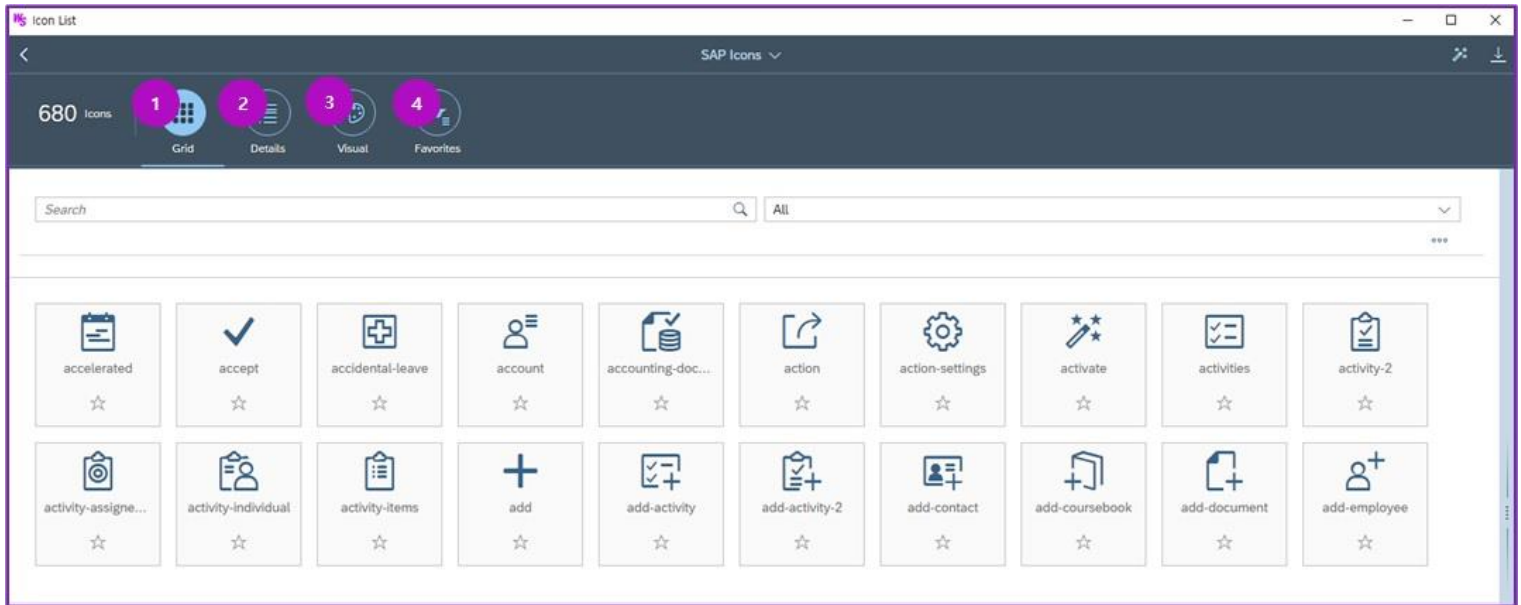 WS Icon List
SAP Icons
680 Icons
1 2 3 4
Grid Details Visual Favorites
Search All
accelerated accept accidental-leave account accounting-doc... action action-settings activate activities activity-2
activity-assigne... activity-individual activity-items add add-activity add-activity-2 add-contact add-coursebook add-document add-employee